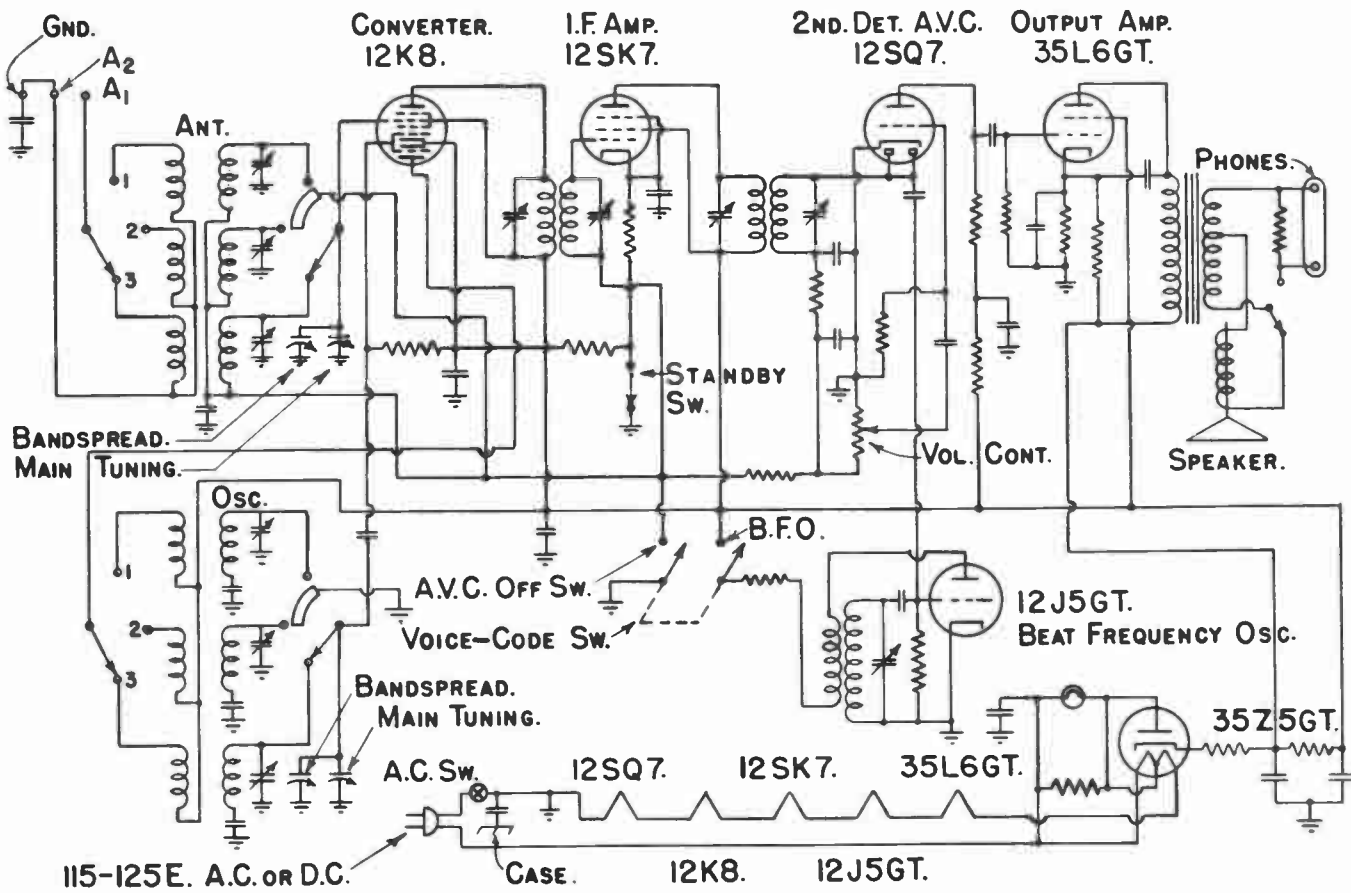 GND.
A2
A1
CONVERTER.
12K8.
I.F. AMP.
12SK7.
2ND. DET. A.V.C.
12SQ7.
OUTPUT AMP.
35L6GT.
ANT.
PHONES.
1
2
3
STANDBY
SW.
BANDSPREAD.
MAIN TUNING.
VOL. CONT.
SPEAKER.
OSC.
B.F.O.
1
A.V.C. OFF SW.
2
VOICE-CODE SW.
12J5GT.
BEAT FREQUENCY OSC.
3
BANDSPREAD.
MAIN TUNING.
35Z5GT.
A.C. SW.
12SQ7.
12SK7.
35L6GT.
115-125E. A.C. OR D.C.
CASE.
12K8.
12J5GT.